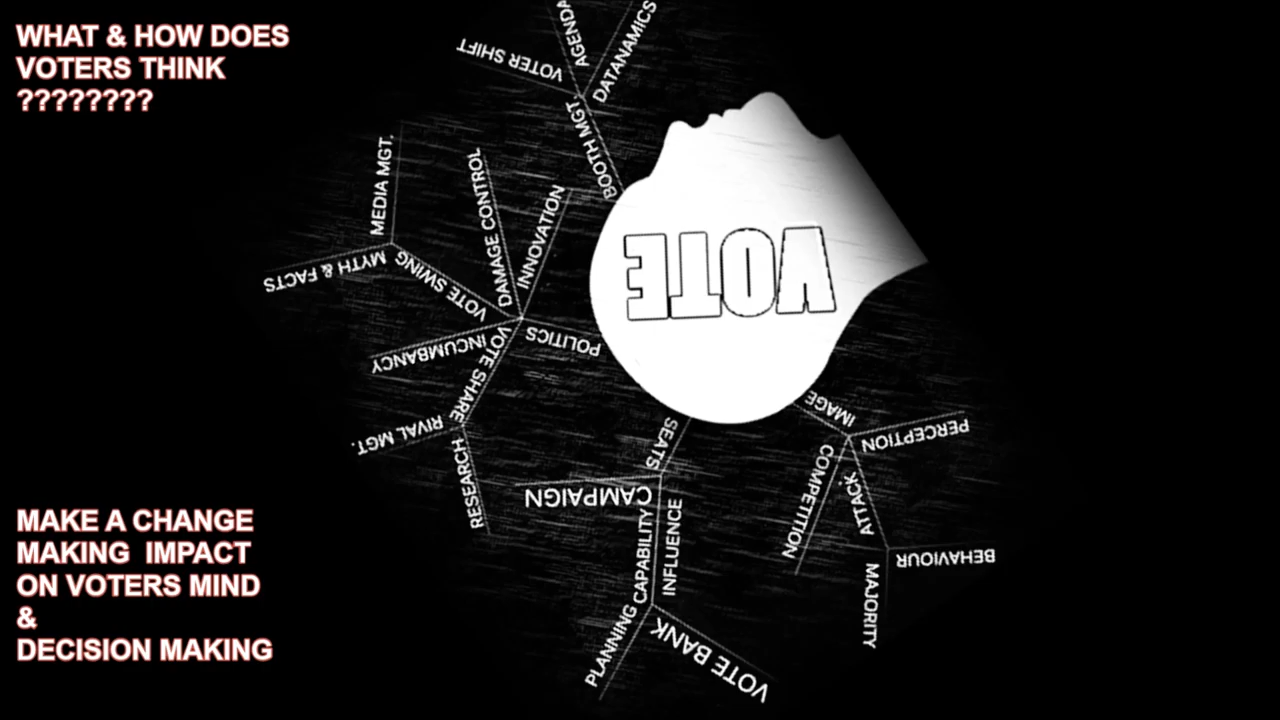 WHAT & HOW DOES
VOTERS THINK
????????
AGENDA
DATANAMICS
VOTER SHIFT
BOOTH MGT.
MEDIA MGT.
DAMAGE CONTROL
INNOVATION
MYTH & FACTS
VOTE SWING
VOTE
POLITICS
INCUMBANCY
VOTE SHARE
RIVAL MGT.
RESEARCH
SEATS
IMAGE
PERCEPTION
COMPETITION
ATTACK
CAMPAIGN
CAPABILITY
INFLUENCE
BEHAVIOUR
MAJORITY
PLANNING
VOTE BANK
MAKE A CHANGE
MAKING  IMPACT
ON VOTERS MIND
&
DECISION MAKING